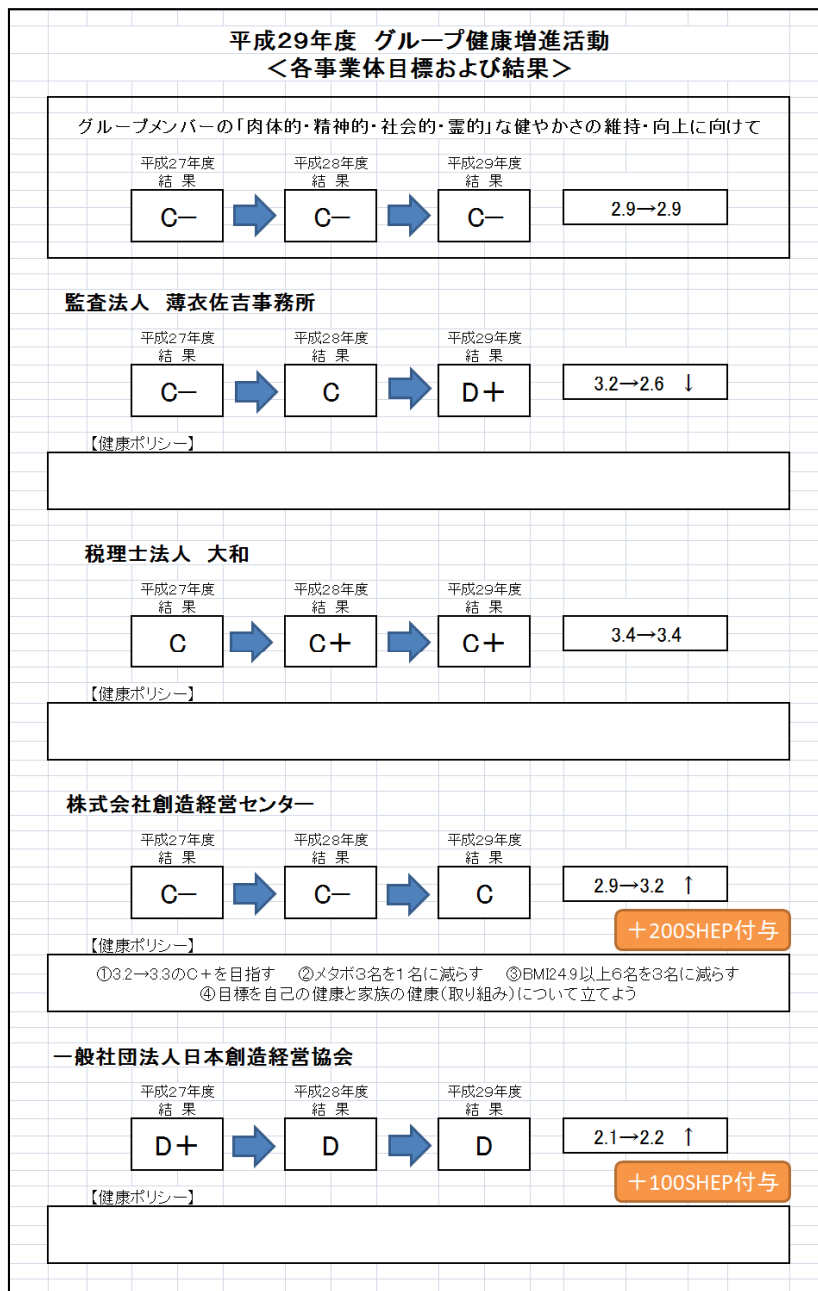 平成29年度 グループ健康増進活動
＜各事業体目標および結果＞
グループメンバーの「肉体的・精神的・社会的・霊的」な健やかさの維持・向上に向けて
平成27年度 平成28年度 平成29年度
結 果 結 果 結 果
C－ C－ C－ 2.9→2.9
監査法人 薄衣佐吉事務所
平成27年度 平成28年度 平成29年度
結 果 結 果 結 果
C－ C D＋ 3.2→2.6 ↓
【健康ポリシー】
税理士法人 大和
平成27年度 平成28年度 平成29年度
結 果 結 果 結 果
C C＋ C＋ 3.4→3.4
【健康ポリシー】
株式会社創造経営センター
平成27年度 平成28年度 平成29年度
結 果 結 果 結 果
C－ C－ C 2.9→3.2 ↑
＋200SHEP付与
【健康ポリシー】
①3.2→3.3のC＋を目指す ②メタボ3名を1名に減らす ③BMI24.9以上6名を3名に減らす
④目標を自己の健康と家族の健康（取り組み）について立てよう
一般社団法人日本創造経営協会
平成27年度 平成28年度 平成29年度
結 果 結 果 結 果
D＋ D D 2.1→2.2 ↑
＋100SHEP付与
【健康ポリシー】